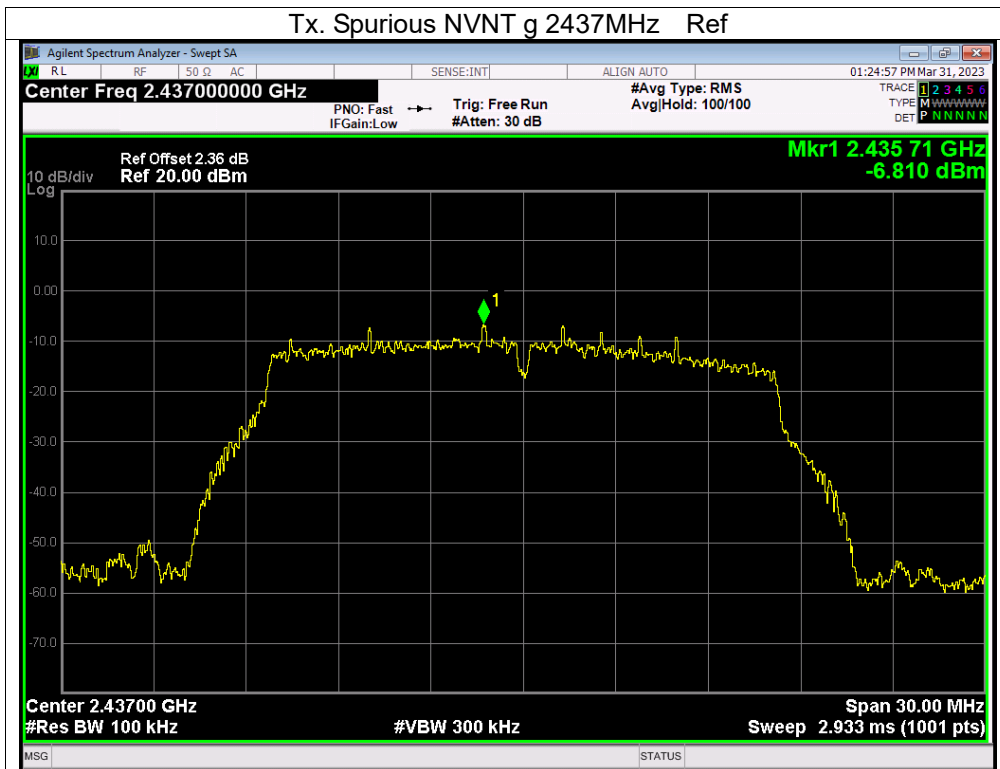 Tx. Spurious NVNT g 2437MHz Ref
Agilent Spectrum Analyzer - Swept SA
LXI RL RF 50 Ω AC SENSE:INT ALIGN AUTO 01:24:57 PM Mar 31, 2023
Center Freq 2.437000000 GHz #Avg Type: RMS TRACE 1 2 3 4 5 6
PNO: Fast Trig: Free Run Avg|Hold: 100/100 TYPE M WWWWW
IFGain:Low #Atten: 30 dB DET P N N N N N
Mkr1 2.435 71 GHz
Ref Offset 2.36 dB
-6.810 dBm
10 dB/div Ref 20.00 dBm
Log
10.0
0.00
1
-10.0
-20.0
-30.0
-40.0
-50.0
-60.0
-70.0
Center 2.43700 GHz Span 30.00 MHz
#Res BW 100 kHz #VBW 300 kHz Sweep 2.933 ms (1001 pts)
MSG STATUS